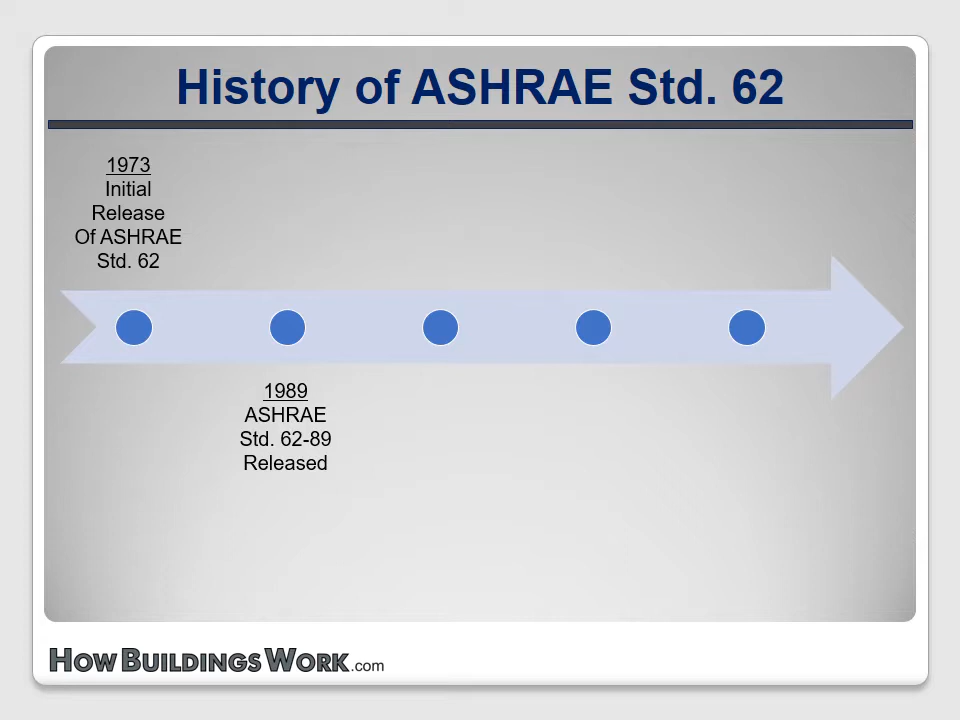 History of ASHRAE Std. 62
1973
Initial
Release
Of ASHRAE
Std. 62
1989
ASHRAE
Std. 62-89
Released
HOWBUILDINGSWORK.com